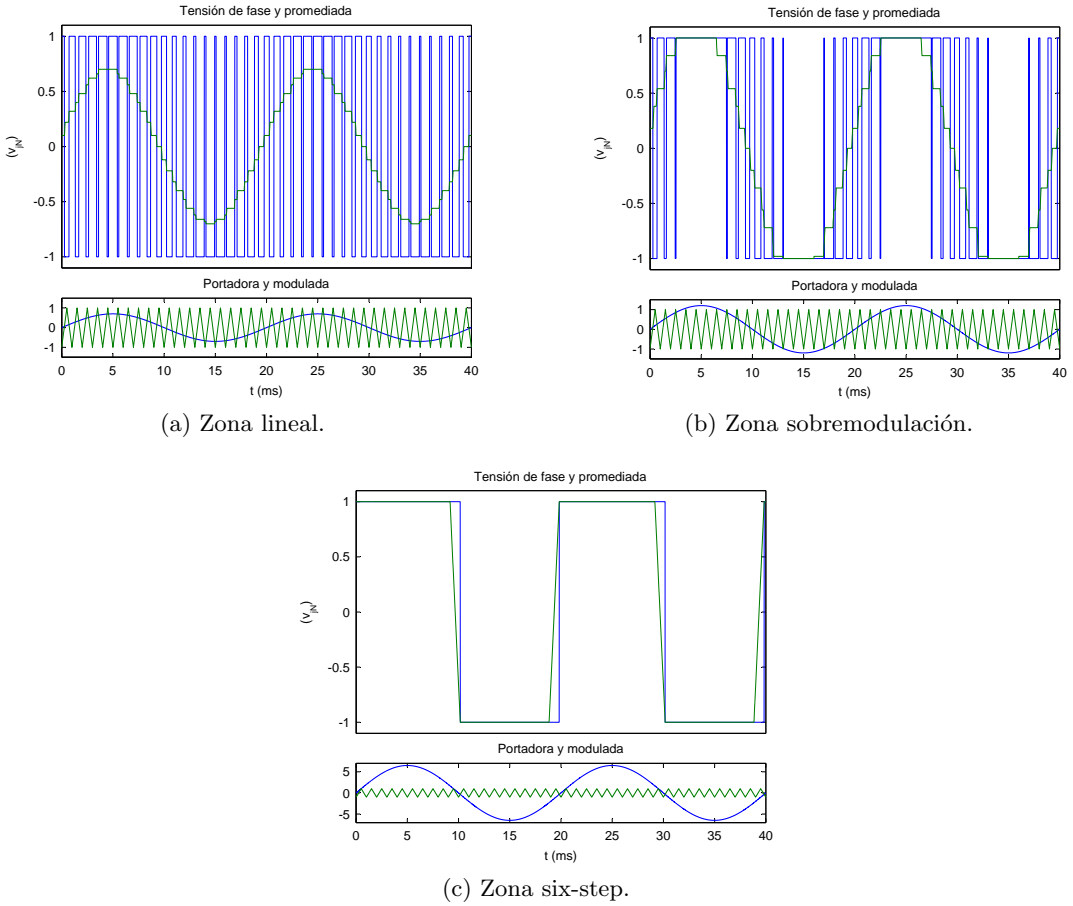 Tensión de fase y promediada
1
0.5
0
-0.5
-1
(vjN)
Portadora y modulada
1
0
-1
0 5 10 15 20 25 30 35 40
t (ms)
(a) Zona lineal.
Tensión de fase y promediada
1
0.5
0
-0.5
-1
(vjN)
Portadora y modulada
1
0
-1
0 5 10 15 20 25 30 35 40
t (ms)
(b) Zona sobremodulación.
Tensión de fase y promediada
1
0.5
0
-0.5
-1
(vjN)
Portadora y modulada
5
0
-5
0 5 10 15 20 25 30 35 40
t (ms)
(c) Zona six-step.